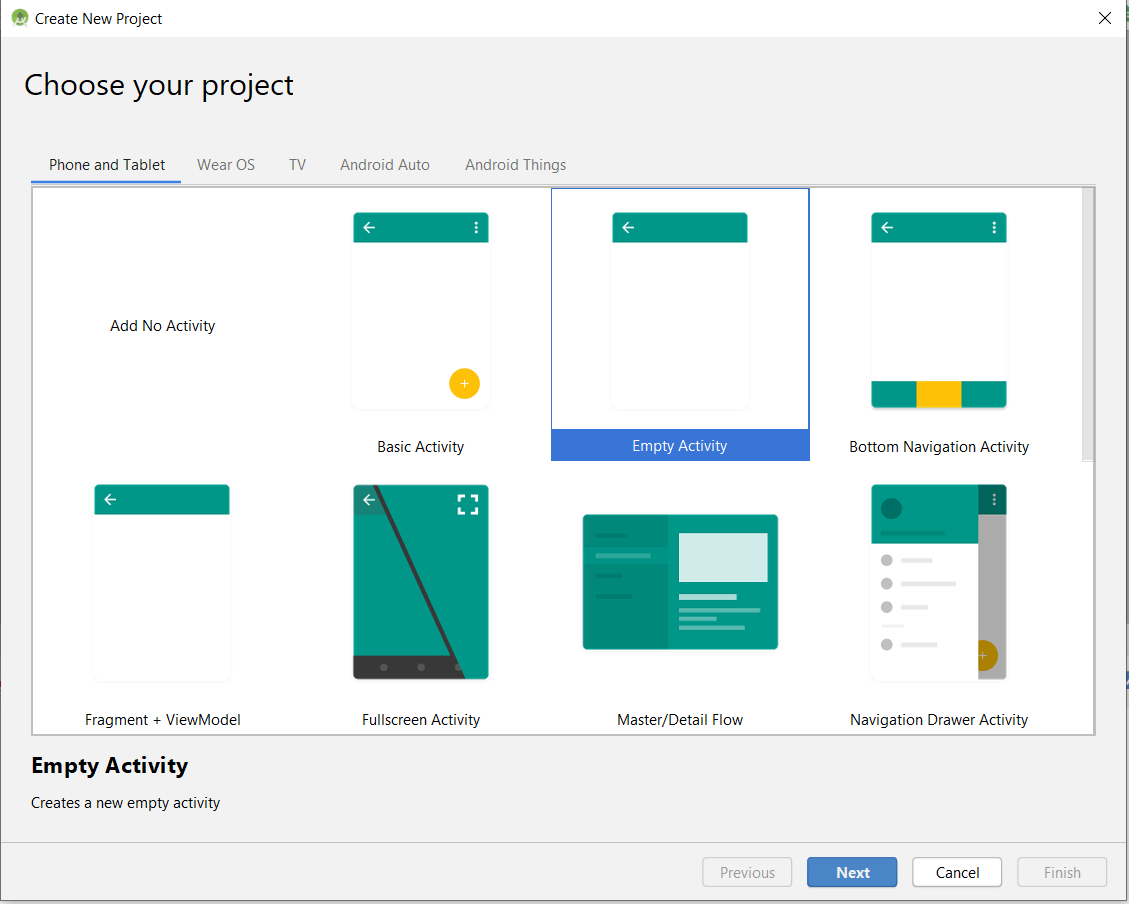 Create New Project
Choose your project
Phone and Tablet
Wear OS
TV
Android Auto
Android Things
Add No Activity
Basic Activity
Empty Activity
Bottom Navigation Activity
Fragment + ViewModel
Fullscreen Activity
Master/Detail Flow
Navigation Drawer Activity
Empty Activity
Creates a new empty activity
Previous
Next
Cancel
Finish